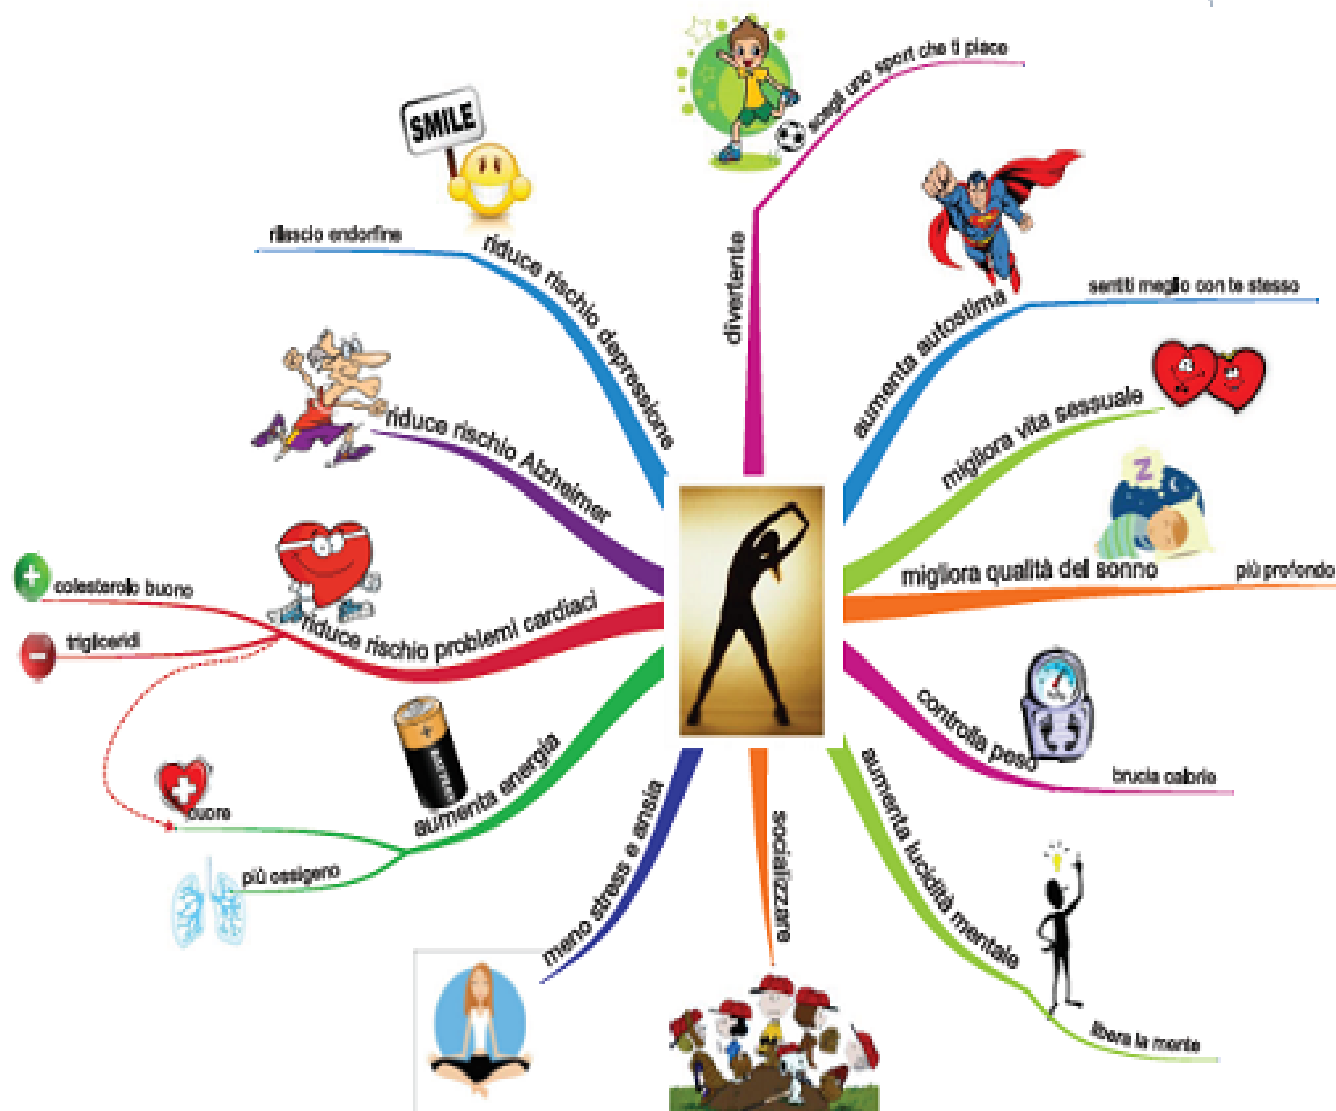 scegli uno sport che ti piace
divertente
SMILE
rilascio endorfine
riduce rischio depressione
aumenta autostima
sentiti meglio con te stesso
riduce rischio Alzheimer
migliora vita sessuale
Z
migliora qualità del sonno
più profondo
+
colesterolo buono
-
trigliceridi
riduce rischio problemi cardiaci
controlla peso
brucia calorie
+
aumenta energia
cuore
più ossigeno
meno stress e ansia
socializzare
aumenta lucidità mentale
libera la mente